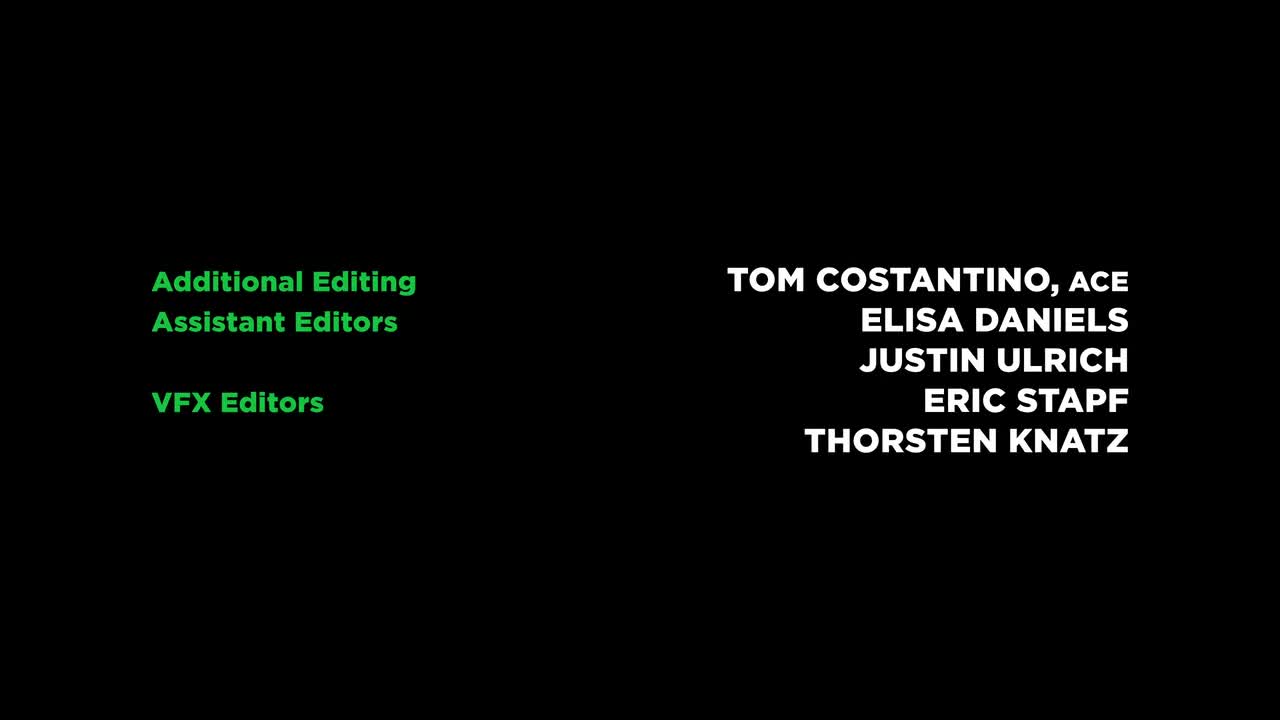 Additional Editing TOM COSTANTINO, ACE
Assistant Editors ELISA DANIELS
JUSTIN ULRICH
VFX Editors ERIC STAPF
THORSTEN KNATZ